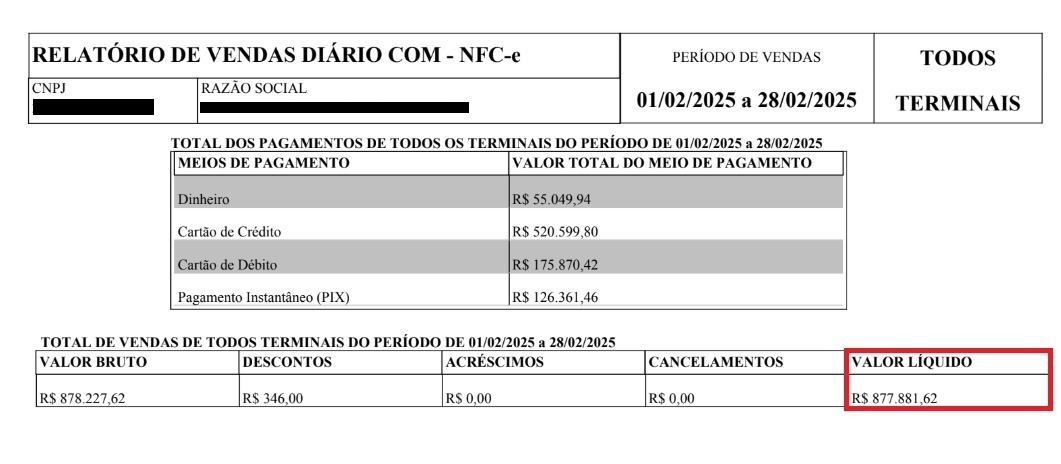 RELATÓRIO DE VENDAS DIÁRIO COM - NFC-e
PERÍODO DE VENDAS
01/02/2025 a 28/02/2025
TODOS
TERMINAIS
CNPJ
RAZÃO SOCIAL
TOTAL DOS PAGAMENTOS DE TODOS OS TERMINAIS DO PERÍODO DE 01/02/2025 a 28/02/2025
MEIOS DE PAGAMENTO VALOR TOTAL DO MEIO DE PAGAMENTO
Dinheiro R$ 55.049,94
Cartão de Crédito R$ 520.599,80
Cartão de Débito R$ 175.870,42
Pagamento Instantâneo (PIX) R$ 126.361,46
TOTAL DE VENDAS DE TODOS TERMINAIS DO PERÍODO DE 01/02/2025 a 28/02/2025
VALOR BRUTO DESCONTOS ACRÉSCIMOS CANCELAMENTOS VALOR LÍQUIDO
R$ 878.227,62 R$ 346,00 R$ 0,00 R$ 0,00 R$ 877.881,62